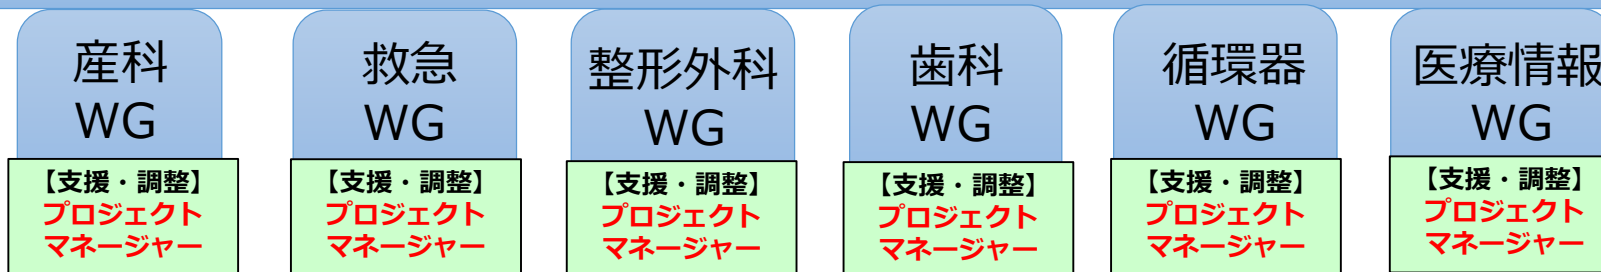 産科
WG
【支援・調整】
プロジェクト
マネージャー
救急
WG
【支援・調整】
プロジェクト
マネージャー
整形外科
WG
【支援・調整】
プロジェクト
マネージャー
歯科
WG
【支援・調整】
プロジェクト
マネージャー
循環器
WG
【支援・調整】
プロジェクト
マネージャー
医療情報
WG
【支援・調整】
プロジェクト
マネージャー